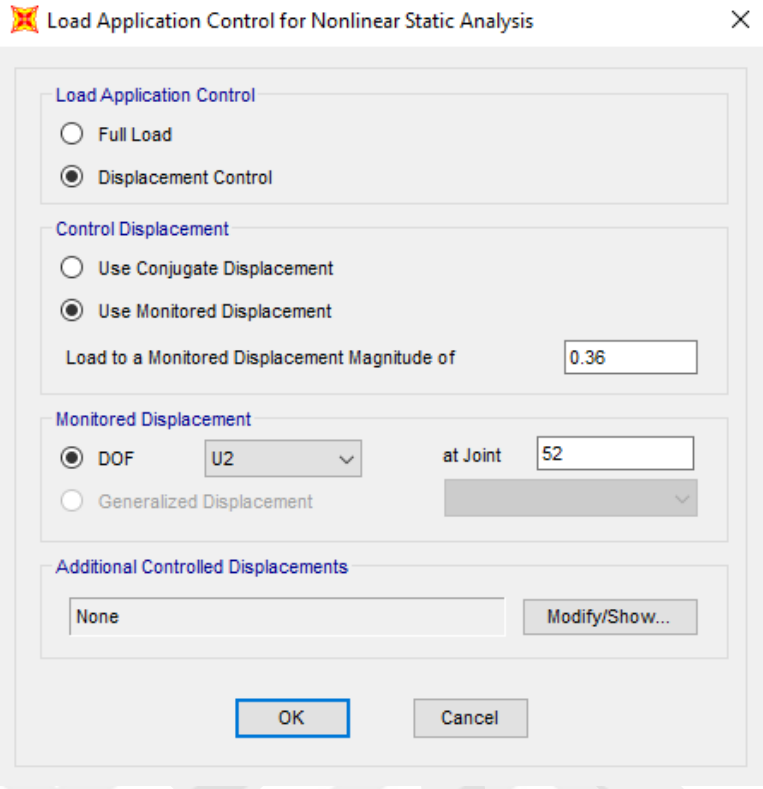 Load Application Control for Nonlinear Static Analysis
Load Application Control
Full Load
Displacement Control
Control Displacement
Use Conjugate Displacement
Use Monitored Displacement
Load to a Monitored Displacement Magnitude of 0.36
Monitored Displacement
DOF U2 at Joint 52
Generalized Displacement
Additional Controlled Displacements
None Modify/Show...
OK Cancel